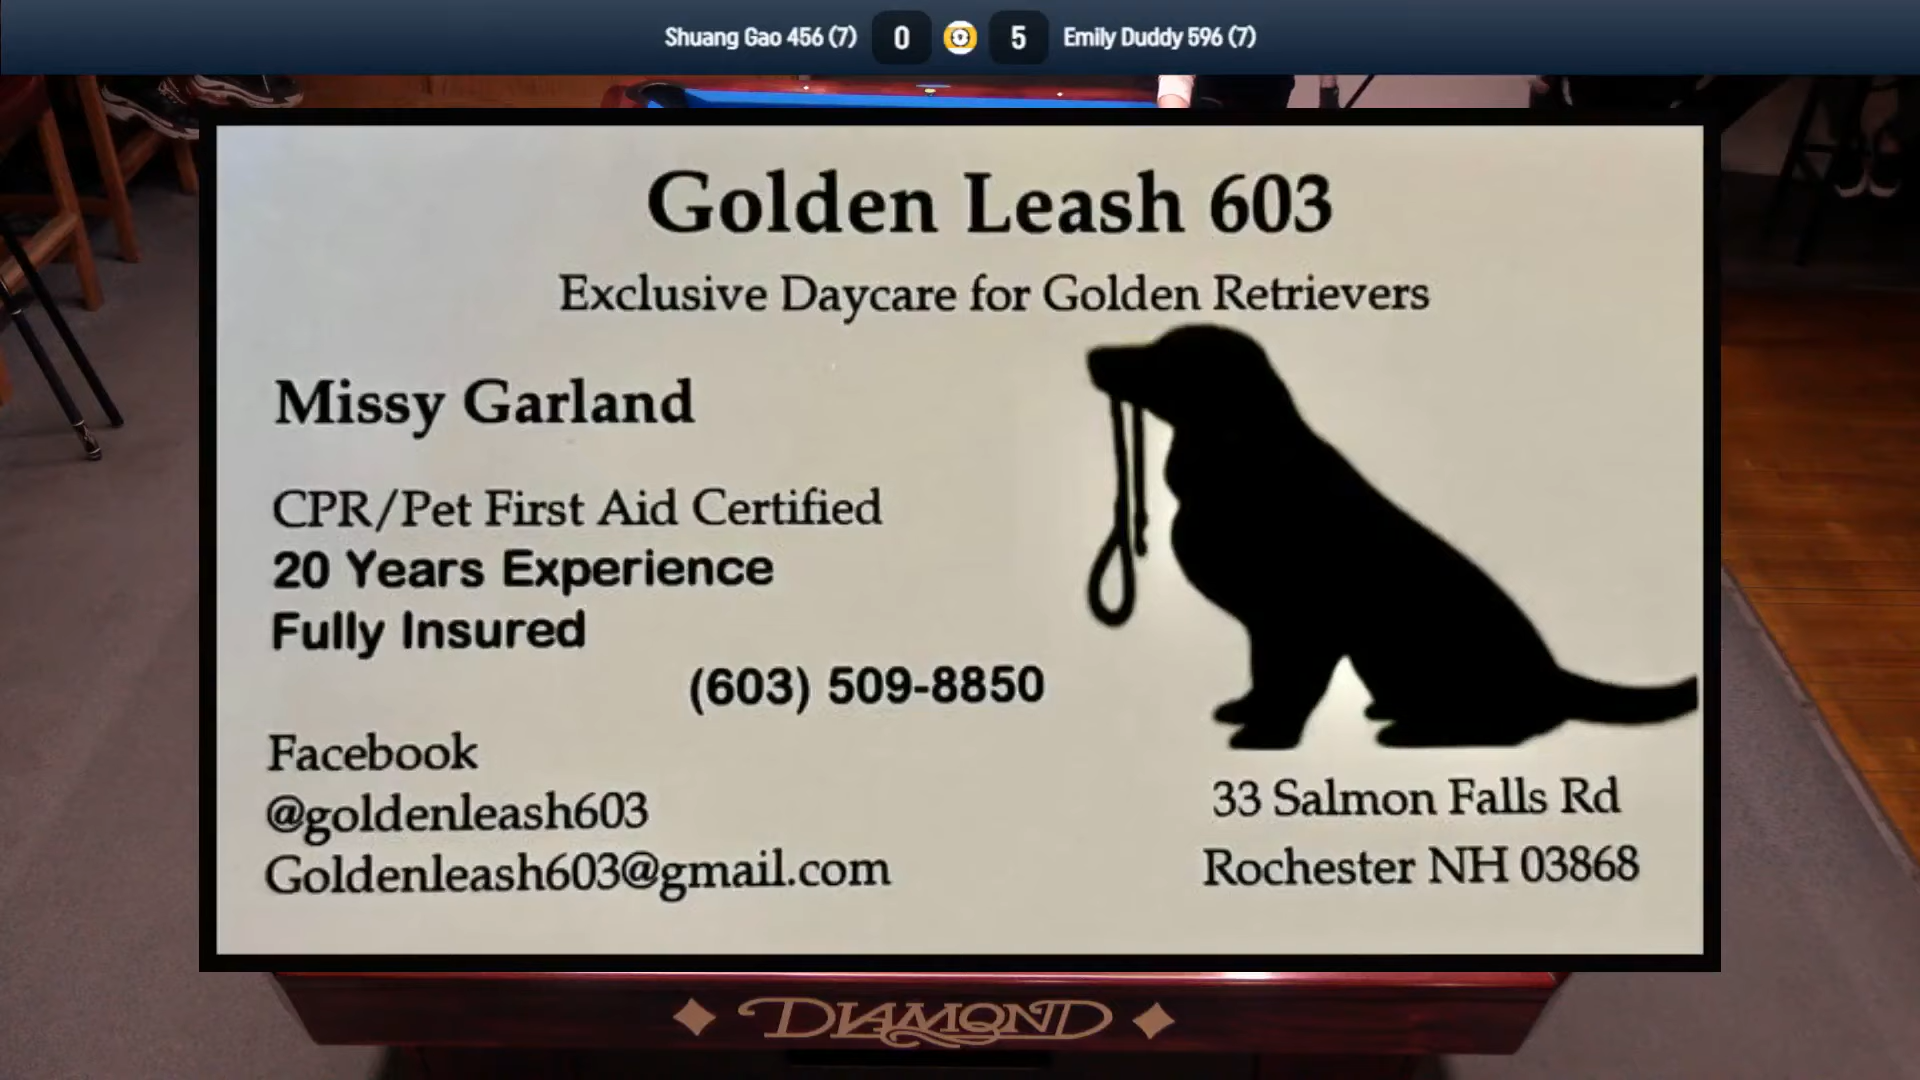 Shuang Gao 456 (7) 0 5 Emily Duddy 596 (7)
Golden Leash 603
Exclusive Daycare for Golden Retrievers
Missy Garland
CPR/Pet First Aid Certified
20 Years Experience
Fully Insured
(603) 509-8850
Facebook
@goldenleash603
Goldenleash603@gmail.com
33 Salmon Falls Rd
Rochester NH 03868
DIAMOND